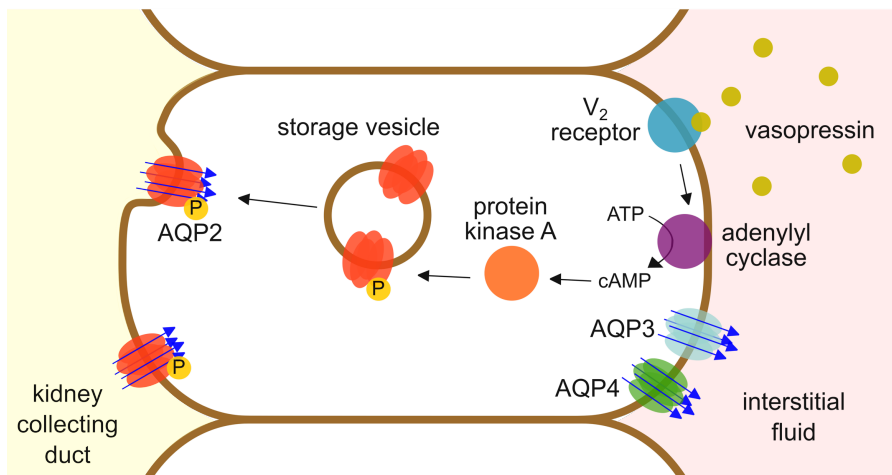 storage vesicle
V2
receptor
vasopressin
protein
kinase A
ATP
adenylyl
cyclase
cAMP
P
AQP2
P
AQP3
AQP4
P
kidney
collecting
duct
interstitial
fluid